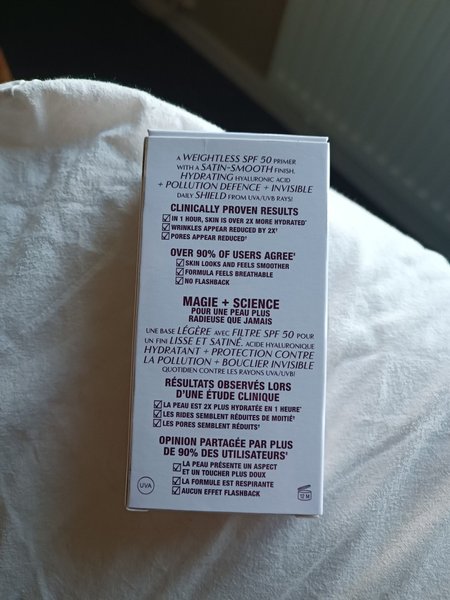 A WEIGHTLESS SPF 50 PRIMER
WITH A SATIN-SMOOTH FINISH.
HYDRATING HYALURONIC ACID
+ POLLUTION DEFENCE + INVISIBLE
DAILY SHIELD FROM UVA/UVB RAYS!
CLINICALLY PROVEN RESULTS
☑ IN 1 HOUR, SKIN IS OVER 2X MORE HYDRATED*
☑ WRINKLES APPEAR REDUCED BY 2X†
☑ PORES APPEAR REDUCED†
OVER 90% OF USERS AGREE†
☑ SKIN LOOKS AND FEELS SMOOTHER
☑ FORMULA FEELS BREATHABLE
☑ NO FLASHBACK
MAGIE + SCIENCE
POUR UNE PEAU PLUS
RADIEUSE QUE JAMAIS
UNE BASE LÉGÈRE AVEC FILTRE SPF 50 POUR
UN FINI LISSE ET SATINÉ. ACIDE HYALURONIQUE
HYDRATANT + PROTECTION CONTRE
LA POLLUTION + BOUCLIER INVISIBLE
QUOTIDIEN CONTRE LES RAYONS UVA/UVB!
RÉSULTATS OBSERVÉS LORS
D'UNE ÉTUDE CLINIQUE
☑ LA PEAU EST 2X PLUS HYDRATÉE EN 1 HEURE*
☑ LES RIDES SEMBLENT RÉDUITES DE MOITIÉ†
☑ LES PORES SEMBLENT RÉDUITS†
OPINION PARTAGÉE PAR PLUS
DE 90% DES UTILISATEURS†
☑ LA PEAU PRÉSENTE UN ASPECT
ET UN TOUCHER PLUS DOUX
☑ LA FORMULE EST RESPIRANTE
☑ AUCUN EFFET FLASHBACK
UVA
12 M